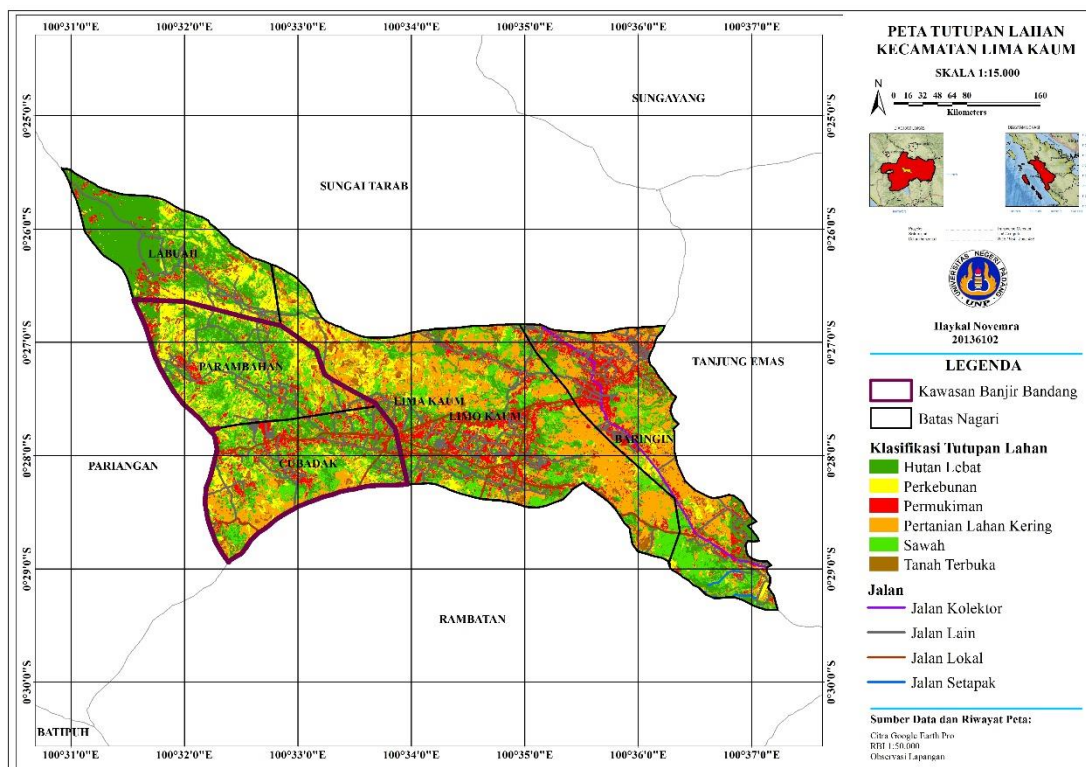 100°31'0"E 100°32'0"E 100°33'0"E 100°34'0"E 100°35'0"E 100°36'0"E 100°37'0"E
0°25'0"S 0°25'0"S
0°26'0"S 0°26'0"S
0°27'0"S 0°27'0"S
0°28'0"S 0°28'0"S
0°29'0"S 0°29'0"S
0°30'0"S 0°30'0"S
SUNGAYANG
SUNGAI TARAB
LABUAH
TANJUNG EMAS
PARAMBAHAN
LIMA KAUM
LIMO KAUM
BARINGIN
PARIANGAN
CUBADAK
RAMBATAN
BATIPUH
100°31'0"E 100°32'0"E 100°33'0"E 100°34'0"E 100°35'0"E 100°36'0"E 100°37'0"E
PETA TUTUPAN LAHAN
KECAMATAN LIMA KAUM
SKALA 1:15.000
N
0 16 32 48 64 80 160
Kilometers
UNIVERSITAS NEGERI PADANG
UNP
Haykal Novemra
20136102
LEGENDA
Kawasan Banjir Bandang
Batas Nagari
Klasifikasi Tutupan Lahan
Hutan Lebat
Perkebunan
Permukiman
Pertanian Lahan Kering
Sawah
Tanah Terbuka
Jalan
Jalan Kolektor
Jalan Lain
Jalan Lokal
Jalan Setapak
Sumber Data dan Riwayat Peta:
Citra Google Earth Pro
RBI 1:50.000
Observasi Lapangan